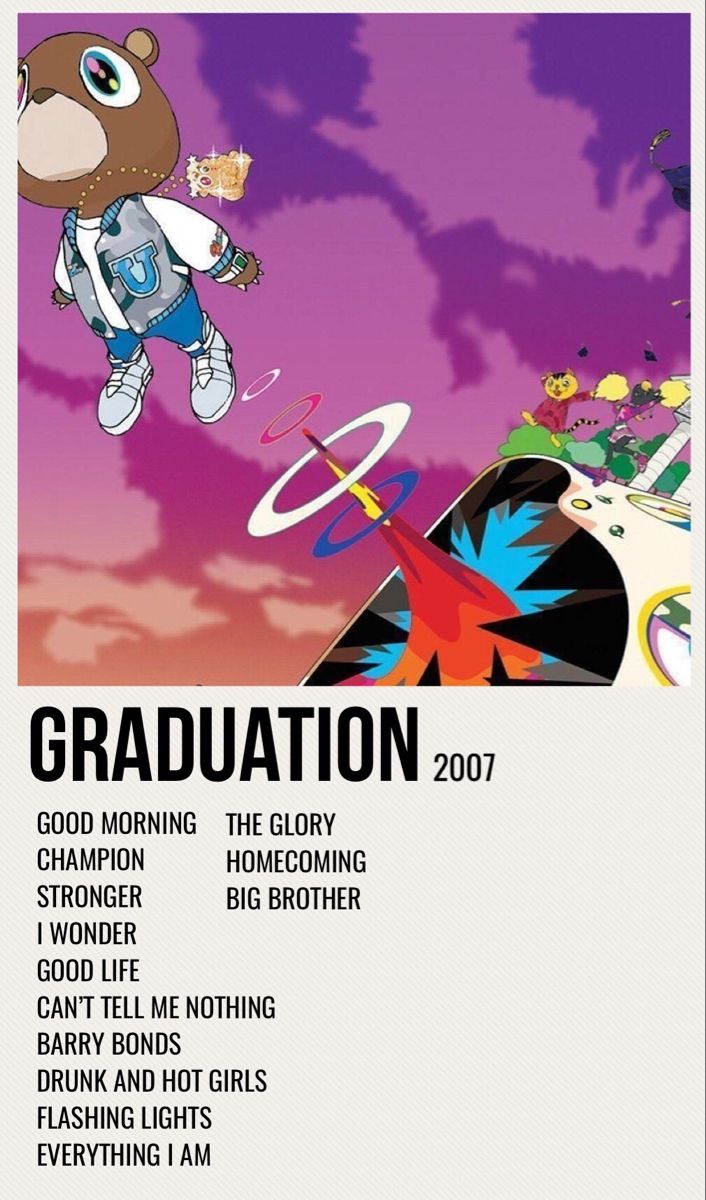 U
GRADUATION 2007
GOOD MORNING
CHAMPION
STRONGER
I WONDER
GOOD LIFE
CAN'T TELL ME NOTHING
BARRY BONDS
DRUNK AND HOT GIRLS
FLASHING LIGHTS
EVERYTHING I AM
THE GLORY
HOMECOMING
BIG BROTHER